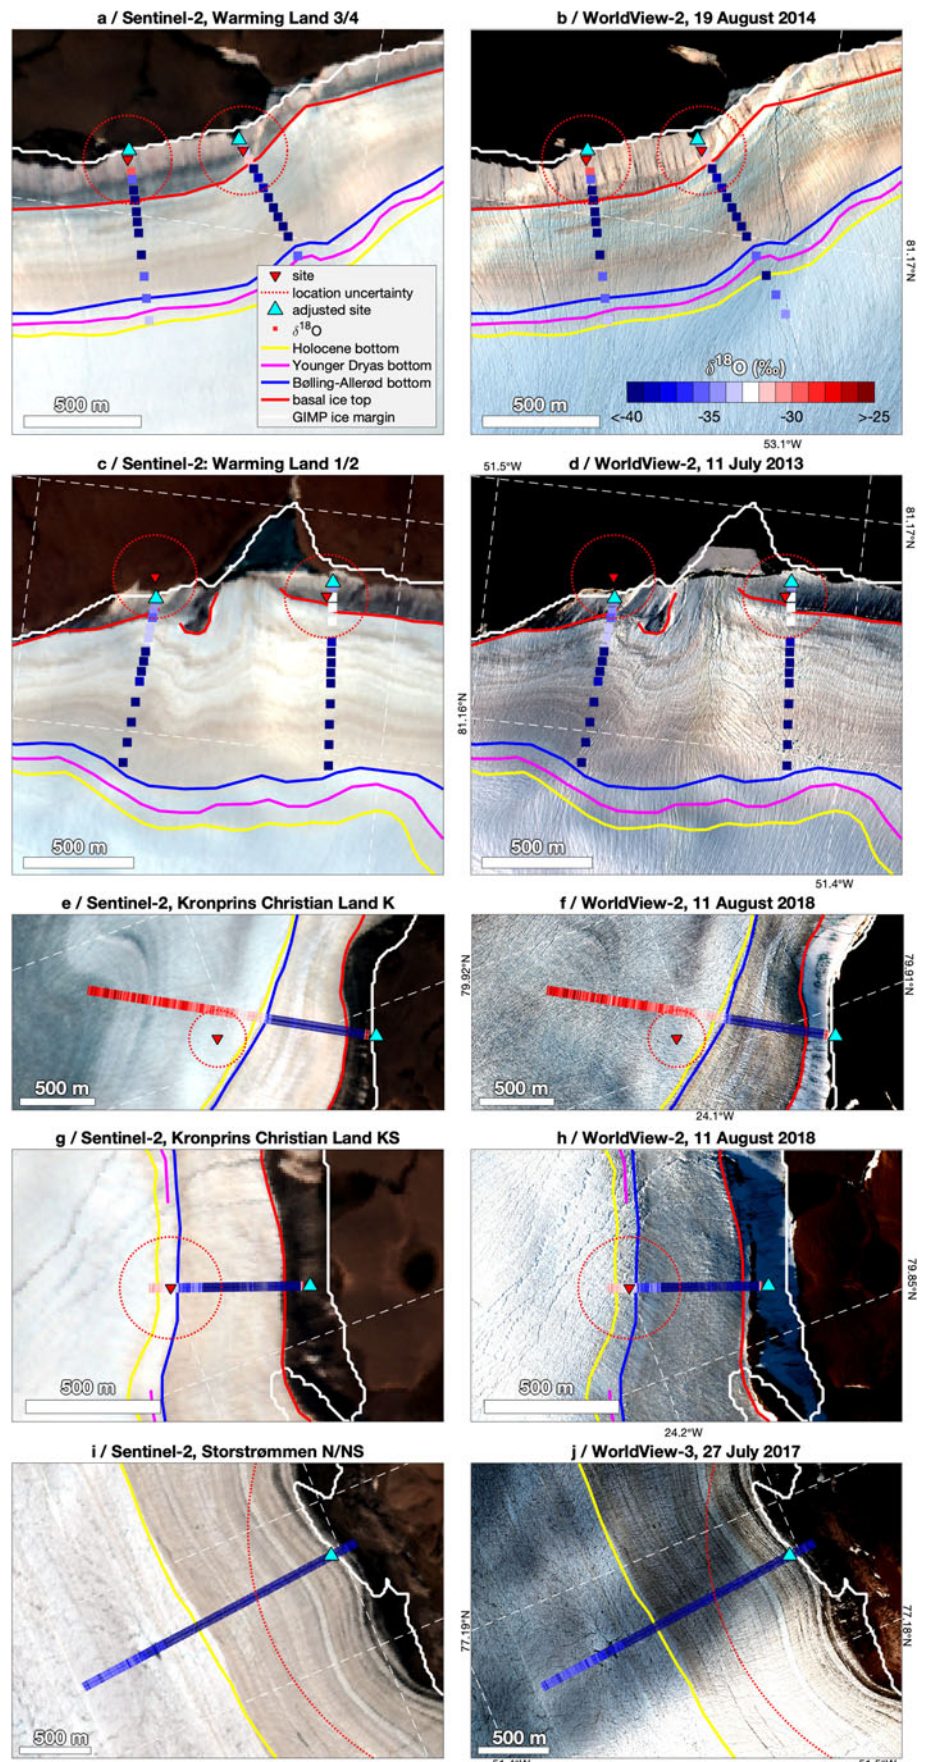 a / Sentinel-2, Warming Land 3/4
b / WorldView-2, 19 August 2014
81.17°N
site
location uncertainty
adjusted site
δ18O
Holocene bottom
Younger Dryas bottom
Bølling-Allerød bottom
basal ice top
GIMP ice margin
500 m
500 m
δ18O (‰)
<-40 -35 -30 >-25
53.1°W
c / Sentinel-2: Warming Land 1/2
51.5°W
d / WorldView-2, 11 July 2013
81.17°N
81.16°N
500 m
500 m
51.4°W
e / Sentinel-2, Kronprins Christian Land K
f / WorldView-2, 11 August 2018
79.92°N
79.91°N
500 m
500 m
24.1°W
g / Sentinel-2, Kronprins Christian Land KS
h / WorldView-2, 11 August 2018
79.85°N
500 m
500 m
24.2°W
i / Sentinel-2, Storstrømmen N/NS
j / WorldView-3, 27 July 2017
77.19°N
77.18°N
500 m
500 m